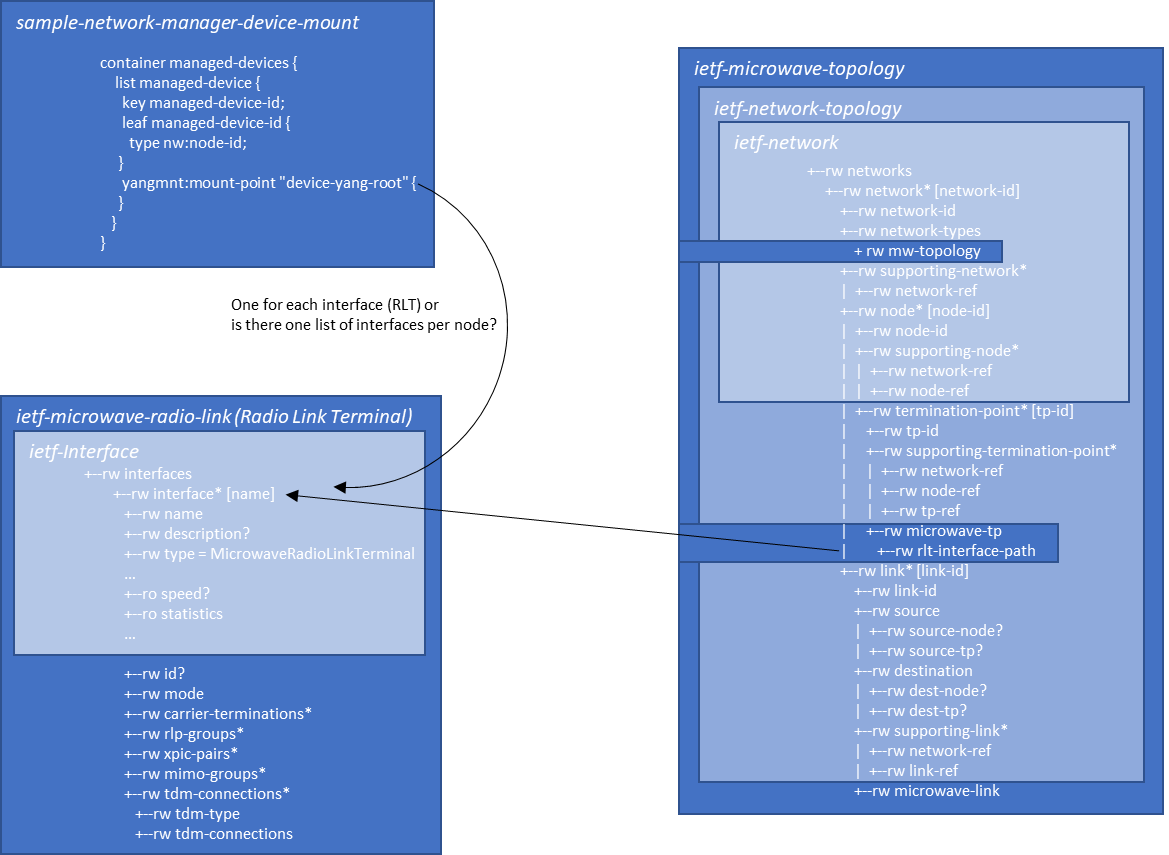 sample-network-manager-device-mount
container managed-devices {
list managed-device {
key managed-device-id;
leaf managed-device-id {
type nw:node-id;
}
yangmnt:mount-point "device-yang-root" {
}
}
}
One for each interface (RLT) or
is there one list of interfaces per node?
ietf-microwave-radio-link (Radio Link Terminal)
ietf-Interface
+--rw interfaces
+--rw interface* [name]
+--rw name
+--rw description?
+--rw type = MicrowaveRadioLinkTerminal
...
+--ro speed?
+--ro statistics
...
+--rw id?
+--rw mode
+--rw carrier-terminations*
+--rw rlp-groups*
+--rw xpic-pairs*
+--rw mimo-groups*
+--rw tdm-connections*
+--rw tdm-type
+--rw tdm-connections
ietf-microwave-topology
ietf-network-topology
ietf-network
+--rw networks
+--rw network* [network-id]
+--rw network-id
+--rw network-types
+ rw mw-topology
+--rw supporting-network*
| +--rw network-ref
+--rw node* [node-id]
| +--rw node-id
| +--rw supporting-node*
| | +--rw network-ref
| | +--rw node-ref
| +--rw termination-point* [tp-id]
| +--rw tp-id
| +--rw supporting-termination-point*
| | +--rw network-ref
| | +--rw node-ref
| | +--rw tp-ref
| +--rw microwave-tp
| +--rw rlt-interface-path
+--rw link* [link-id]
+--rw link-id
+--rw source
| +--rw source-node?
| +--rw source-tp?
+--rw destination
| +--rw dest-node?
| +--rw dest-tp?
+--rw supporting-link*
| +--rw network-ref
| +--rw link-ref
+--rw microwave-link